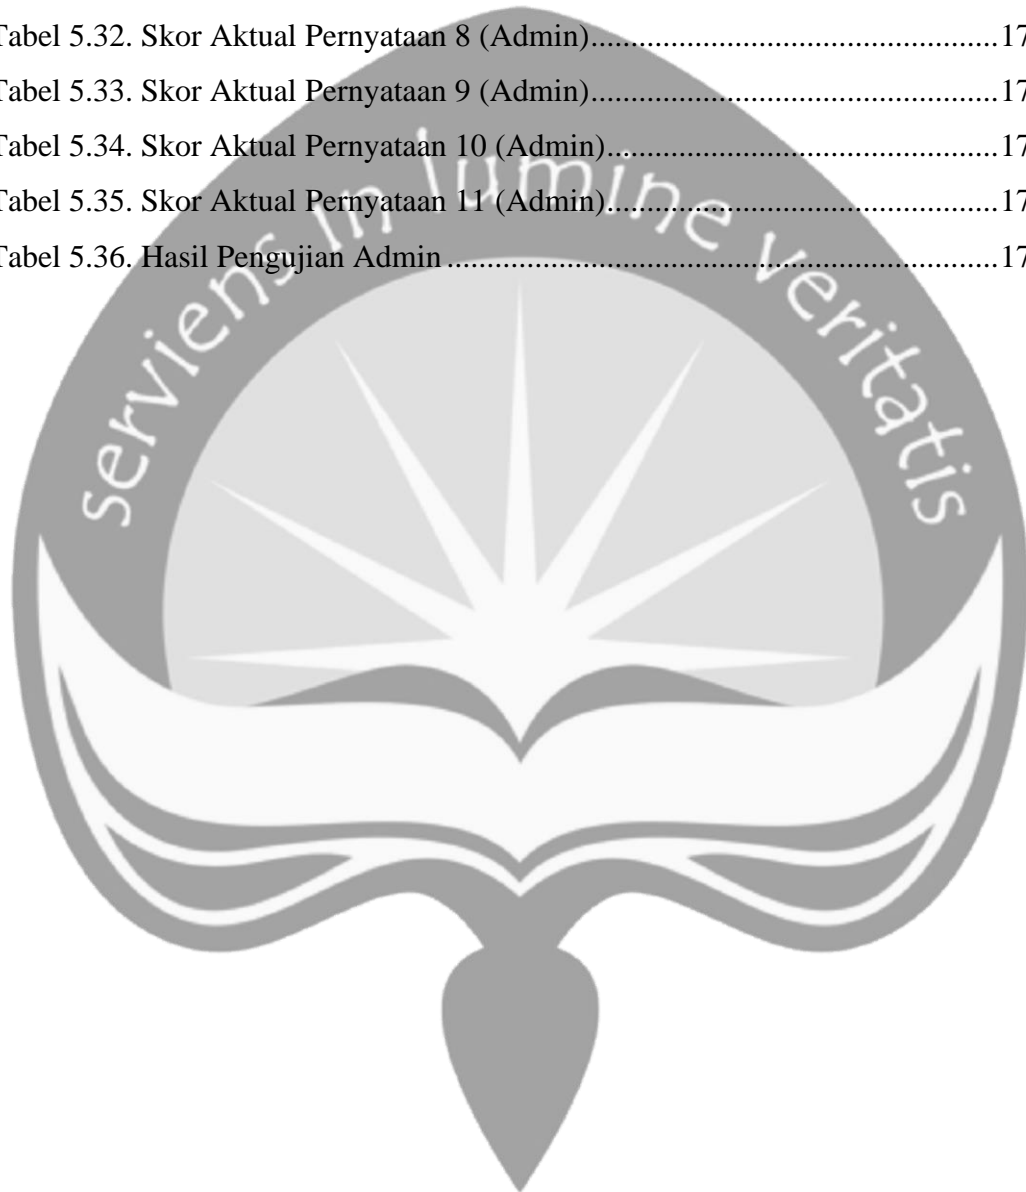 Tabel 5.32. Skor Aktual Pernyataan 8 (Admin)..................................................17
Tabel 5.33. Skor Aktual Pernyataan 9 (Admin)..................................................17
Tabel 5.34. Skor Aktual Pernyataan 10 (Admin)................................................17
Tabel 5.35. Skor Aktual Pernyataan 11 (Admin)................................................17
Tabel 5.36. Hasil Pengujian Admin....................................................................17
serviens in lumine veritatis